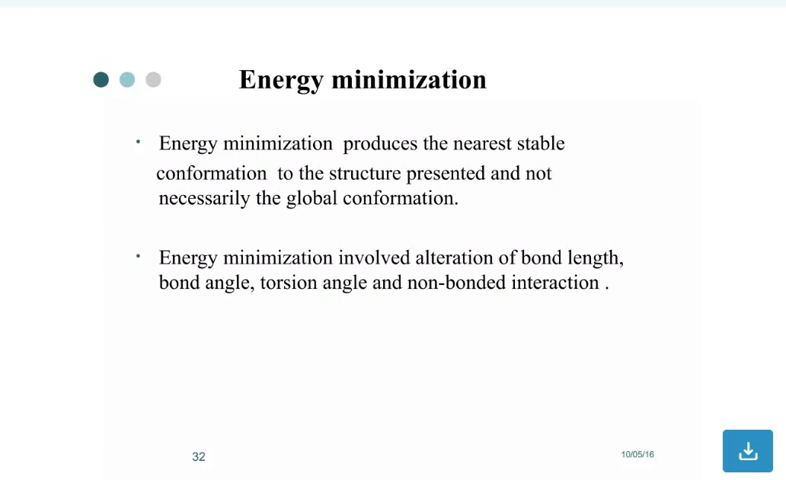 Energy minimization
• Energy minimization produces the nearest stable
conformation to the structure presented and not
necessarily the global conformation.
• Energy minimization involved alteration of bond length,
bond angle, torsion angle and non-bonded interaction .
32
10/05/16